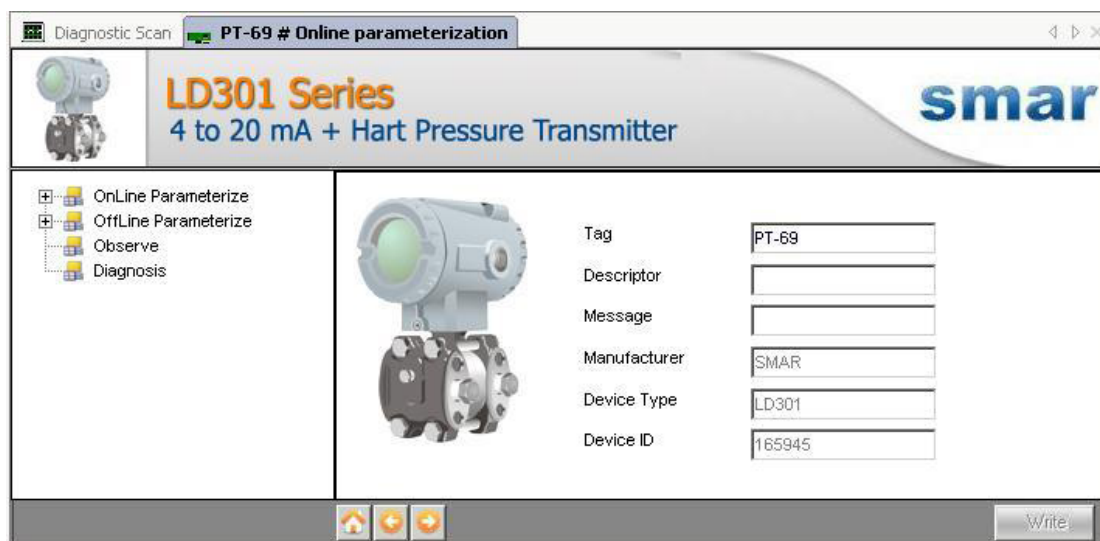 Diagnostic Scan
PT-69 # Online parameterization
LD301 Series
4 to 20 mA + Hart Pressure Transmitter
smar
OnLine Parameterize
OffLine Parameterize
Observe
Diagnosis
Tag PT-69
Descriptor
Message
Manufacturer SMAR
Device Type LD301
Device ID 165945
Write